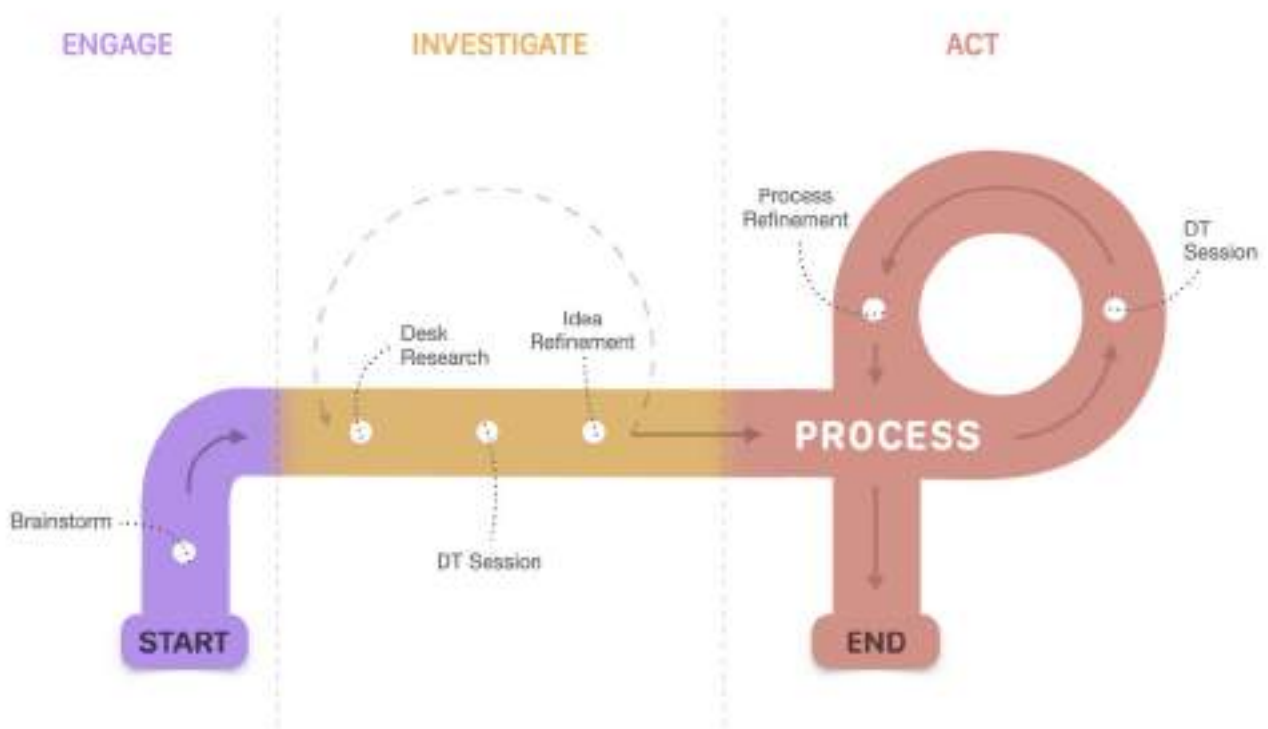 ENGAGE
INVESTIGATE
ACT
Process
Refinement
DT
Session
Desk
Research
Idea
Refinement
PROCESS
Brainstorm
DT Session
START
END